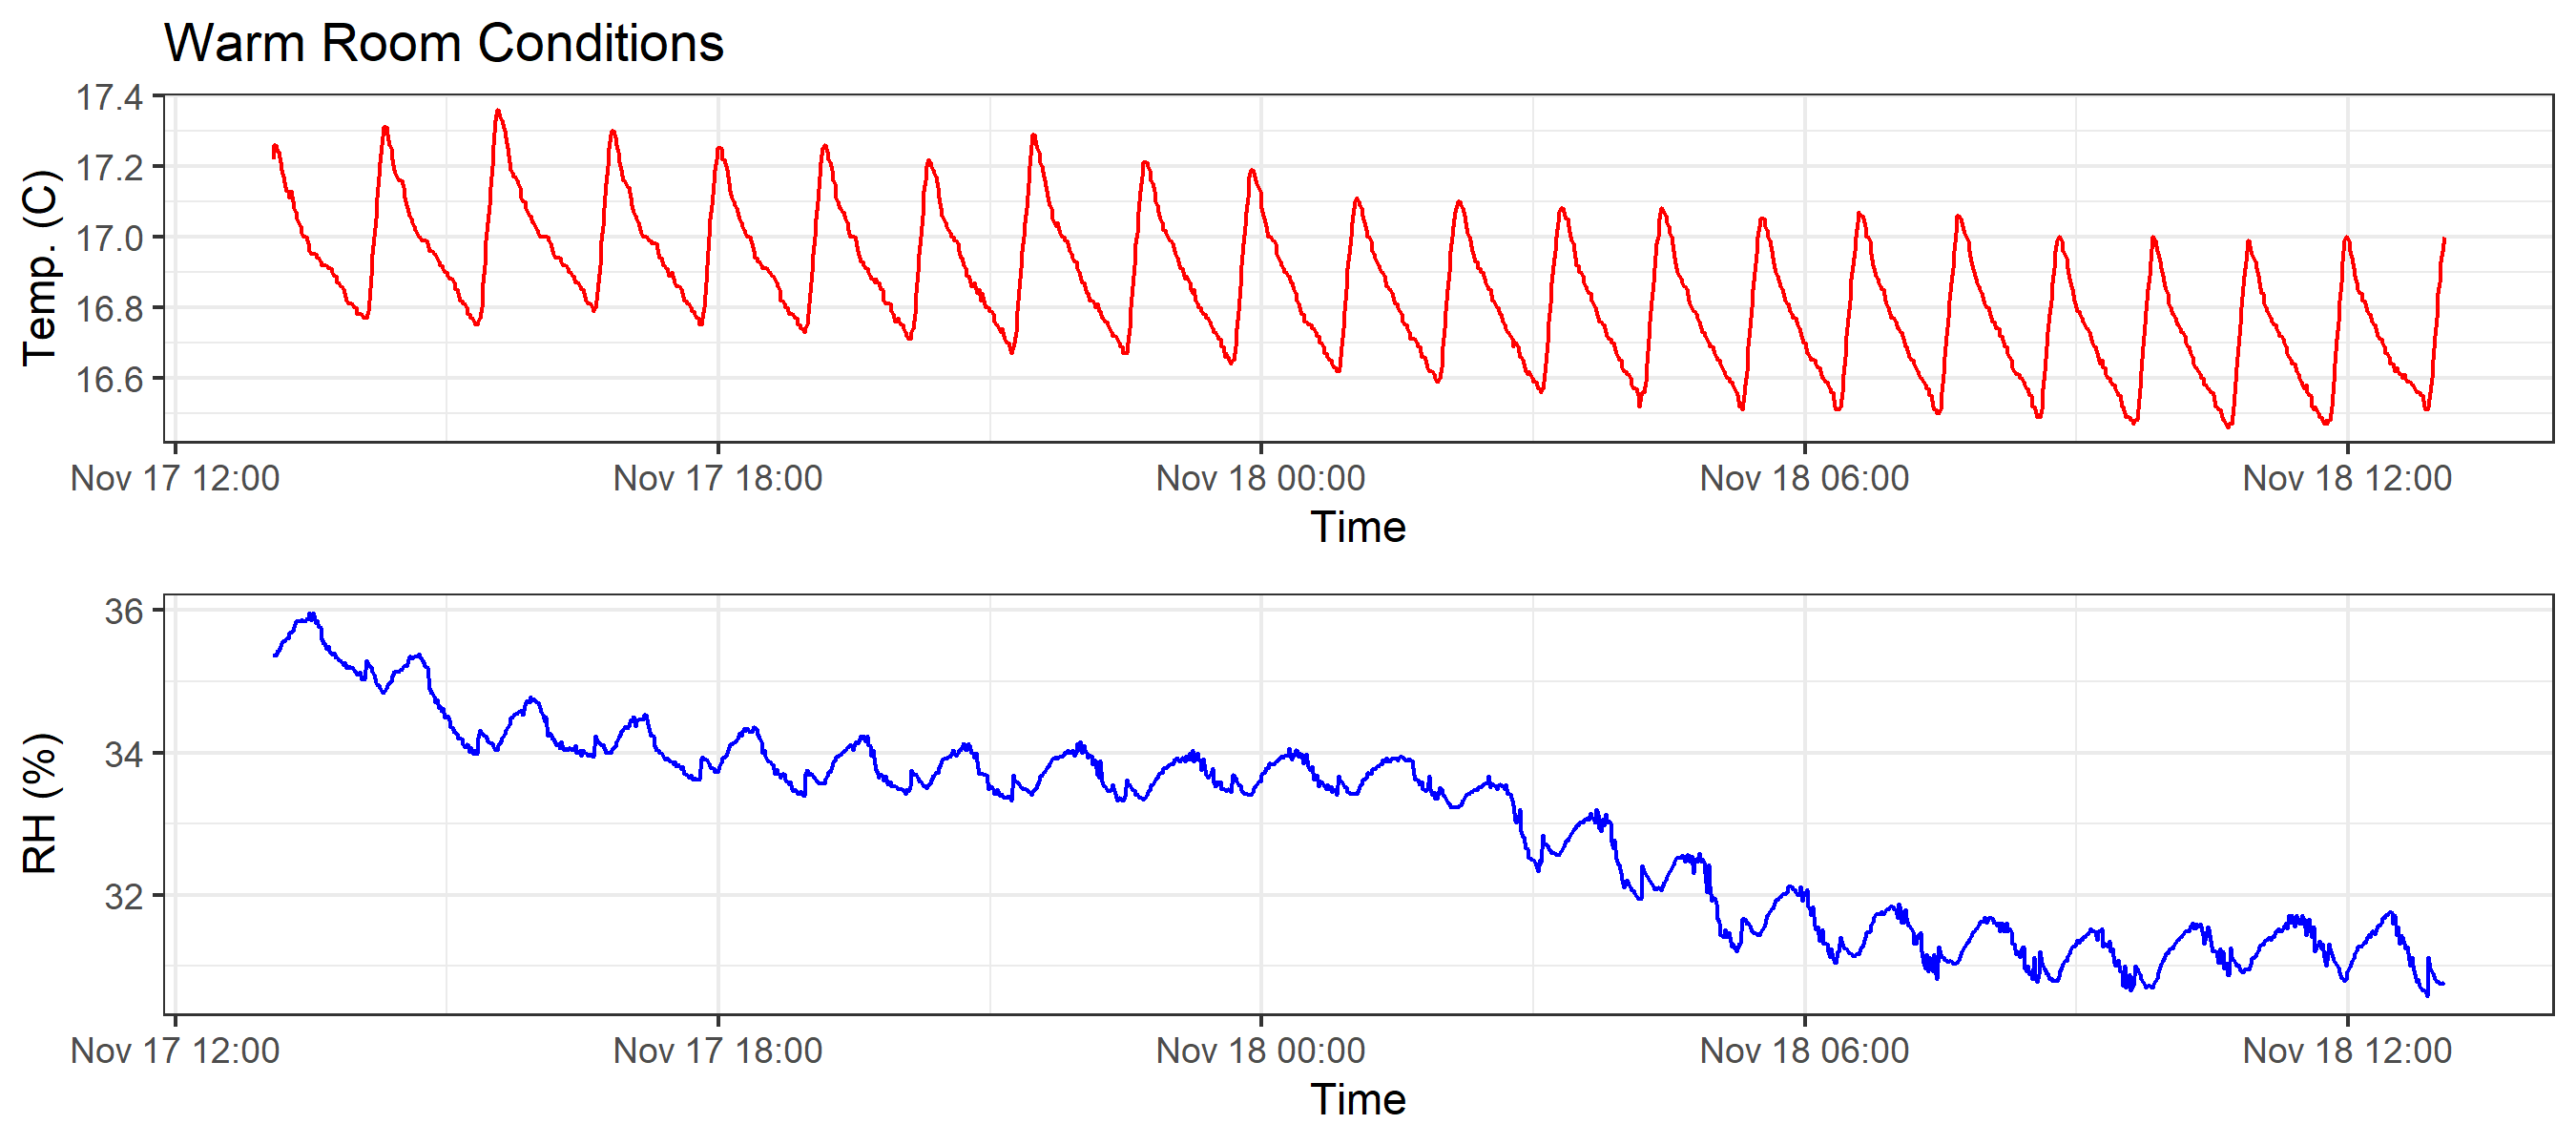 Warm Room Conditions
17.4
17.2
17.0
16.8
16.6
Temp. (C)
Nov 17 12:00 Nov 17 18:00 Nov 18 00:00 Nov 18 06:00 Nov 18 12:00
Time
36
34
32
RH (%)
Nov 17 12:00 Nov 17 18:00 Nov 18 00:00 Nov 18 06:00 Nov 18 12:00
Time